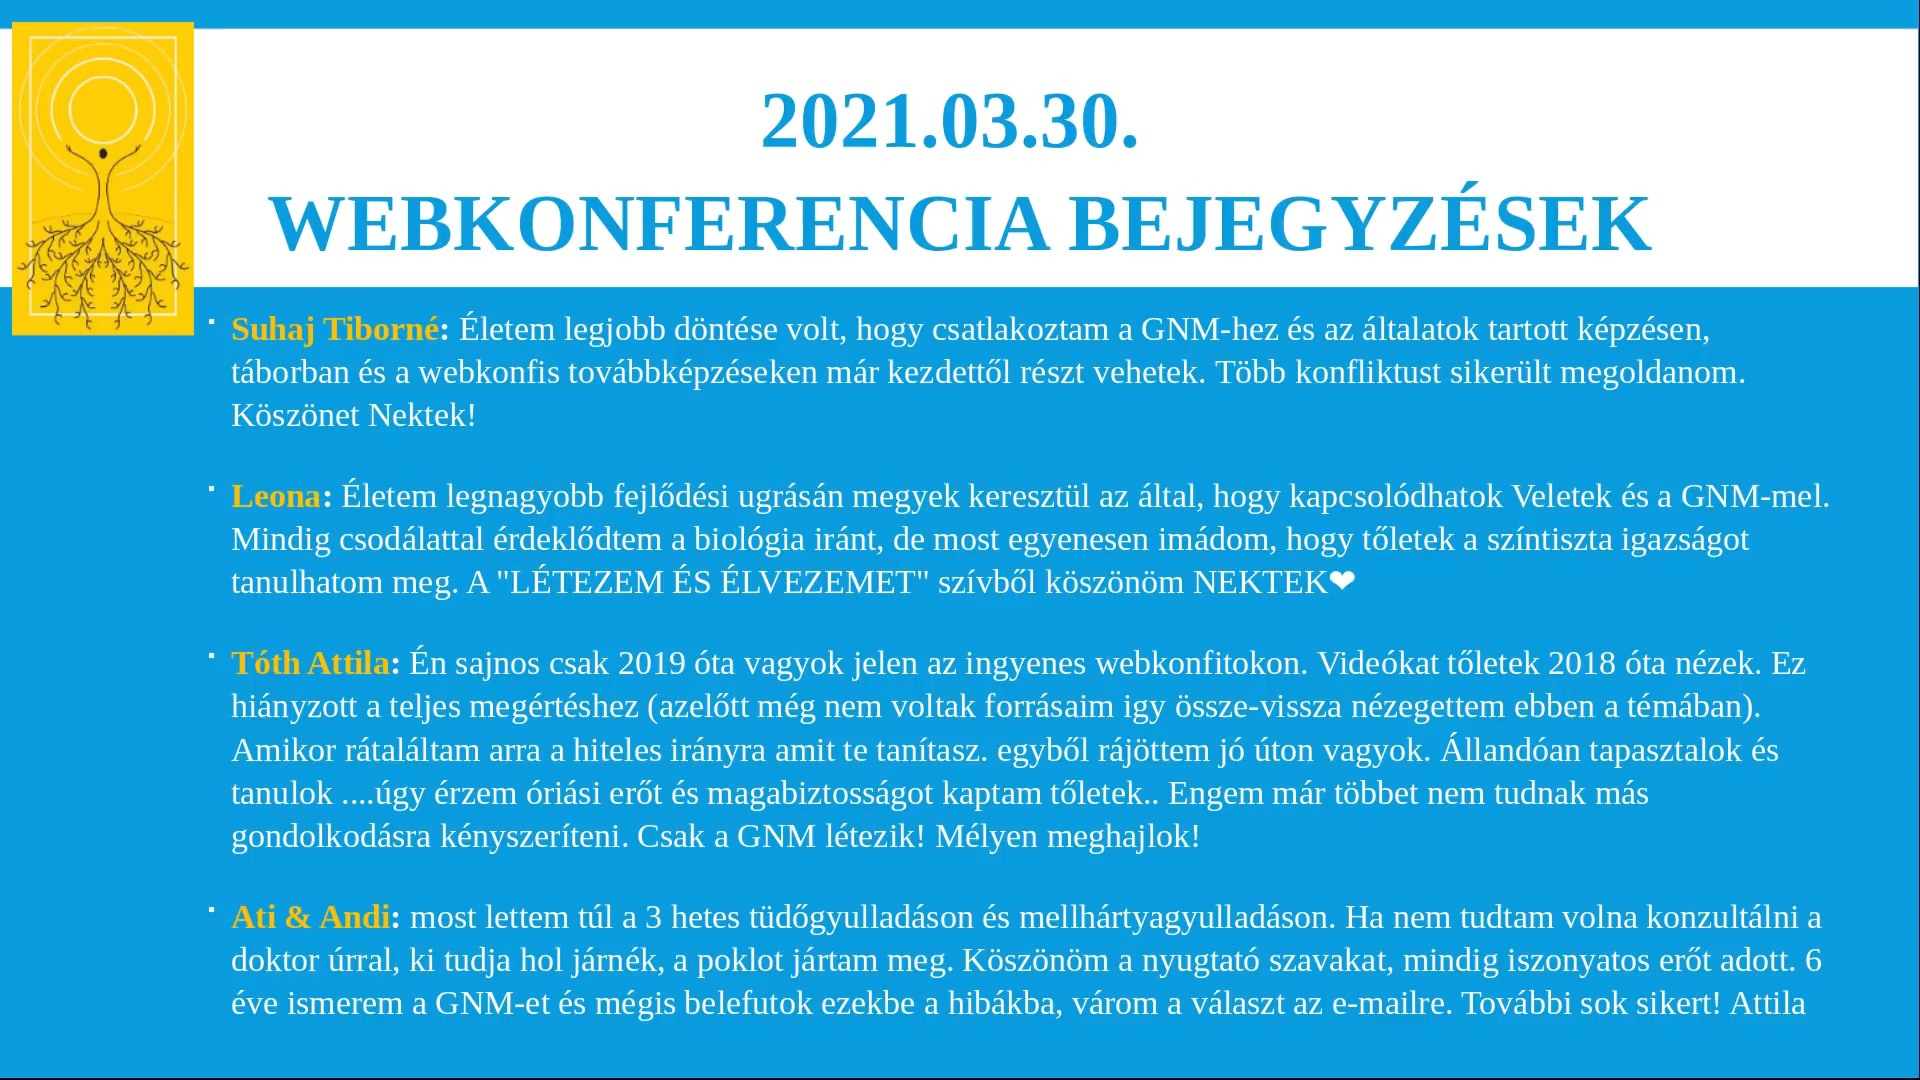 2021.03.30.
WEBKONFERENCIA BEJEGYZÉSEK
Suhaj Tiborné: Életem legjobb döntése volt, hogy csatlakoztam a GNM-hez és az általatok tartott képzésen,
táborban és a webkonfis továbbképzéseken már kezdettől részt vehetek. Több konfliktust sikerült megoldanom.
Köszönet Nektek!
Leona: Életem legnagyobb fejlődési ugrásán megyek keresztül az által, hogy kapcsolódhatok Veletek és a GNM-mel.
Mindig csodálattal érdeklődtem a biológia iránt, de most egyenesen imádom, hogy tőletek a színtiszta igazságot
tanulhatom meg. A "LÉTEZEM ÉS ÉLVEZEMET" szívből köszönöm NEKTEK❤
Tóth Attila: Én sajnos csak 2019 óta vagyok jelen az ingyenes webkonfitokon. Videókat tőletek 2018 óta nézek. Ez
hiányzott a teljes megértéshez (azelőtt még nem voltak forrásaim igy össze-vissza nézegettem ebben a témában).
Amikor rátaláltam arra a hiteles irányra amit te tanítasz. egyből rájöttem jó úton vagyok. Állandóan tapasztalok és
tanulok ....úgy érzem óriási erőt és magabiztosságot kaptam tőletek.. Engem már többet nem tudnak más
gondolkodásra kényszeríteni. Csak a GNM létezik! Mélyen meghajlok!
Ati & Andi: most lettem túl a 3 hetes tüdőgyulladáson és mellhártyagyulladáson. Ha nem tudtam volna konzultálni a
doktor úrral, ki tudja hol járnék, a poklot jártam meg. Köszönöm a nyugtató szavakat, mindig iszonyatos erőt adott. 6
éve ismerem a GNM-et és mégis belefutok ezekbe a hibákba, várom a választ az e-mailre. További sok sikert! Attila